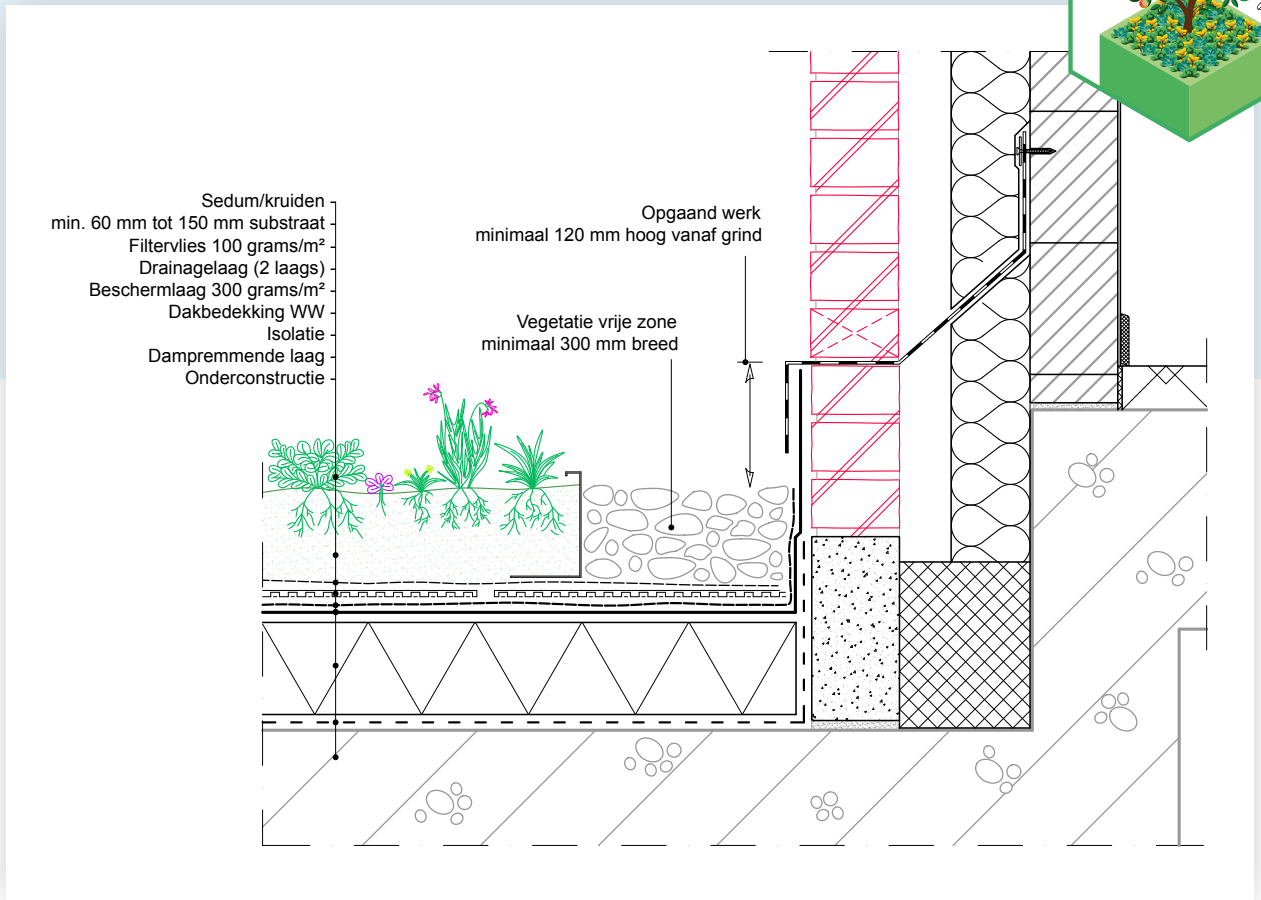 Sedum/kruiden
min. 60 mm tot 150 mm substraat
Filtervlies 100 grams/m²
Drainagelaag (2 laags)
Beschermlaag 300 grams/m²
Dakbedekking WW
Isolatie
Dampremmende laag
Onderconstructie
Opgaand werk
minimaal 120 mm hoog vanaf grind
Vegetatie vrije zone
minimaal 300 mm breed